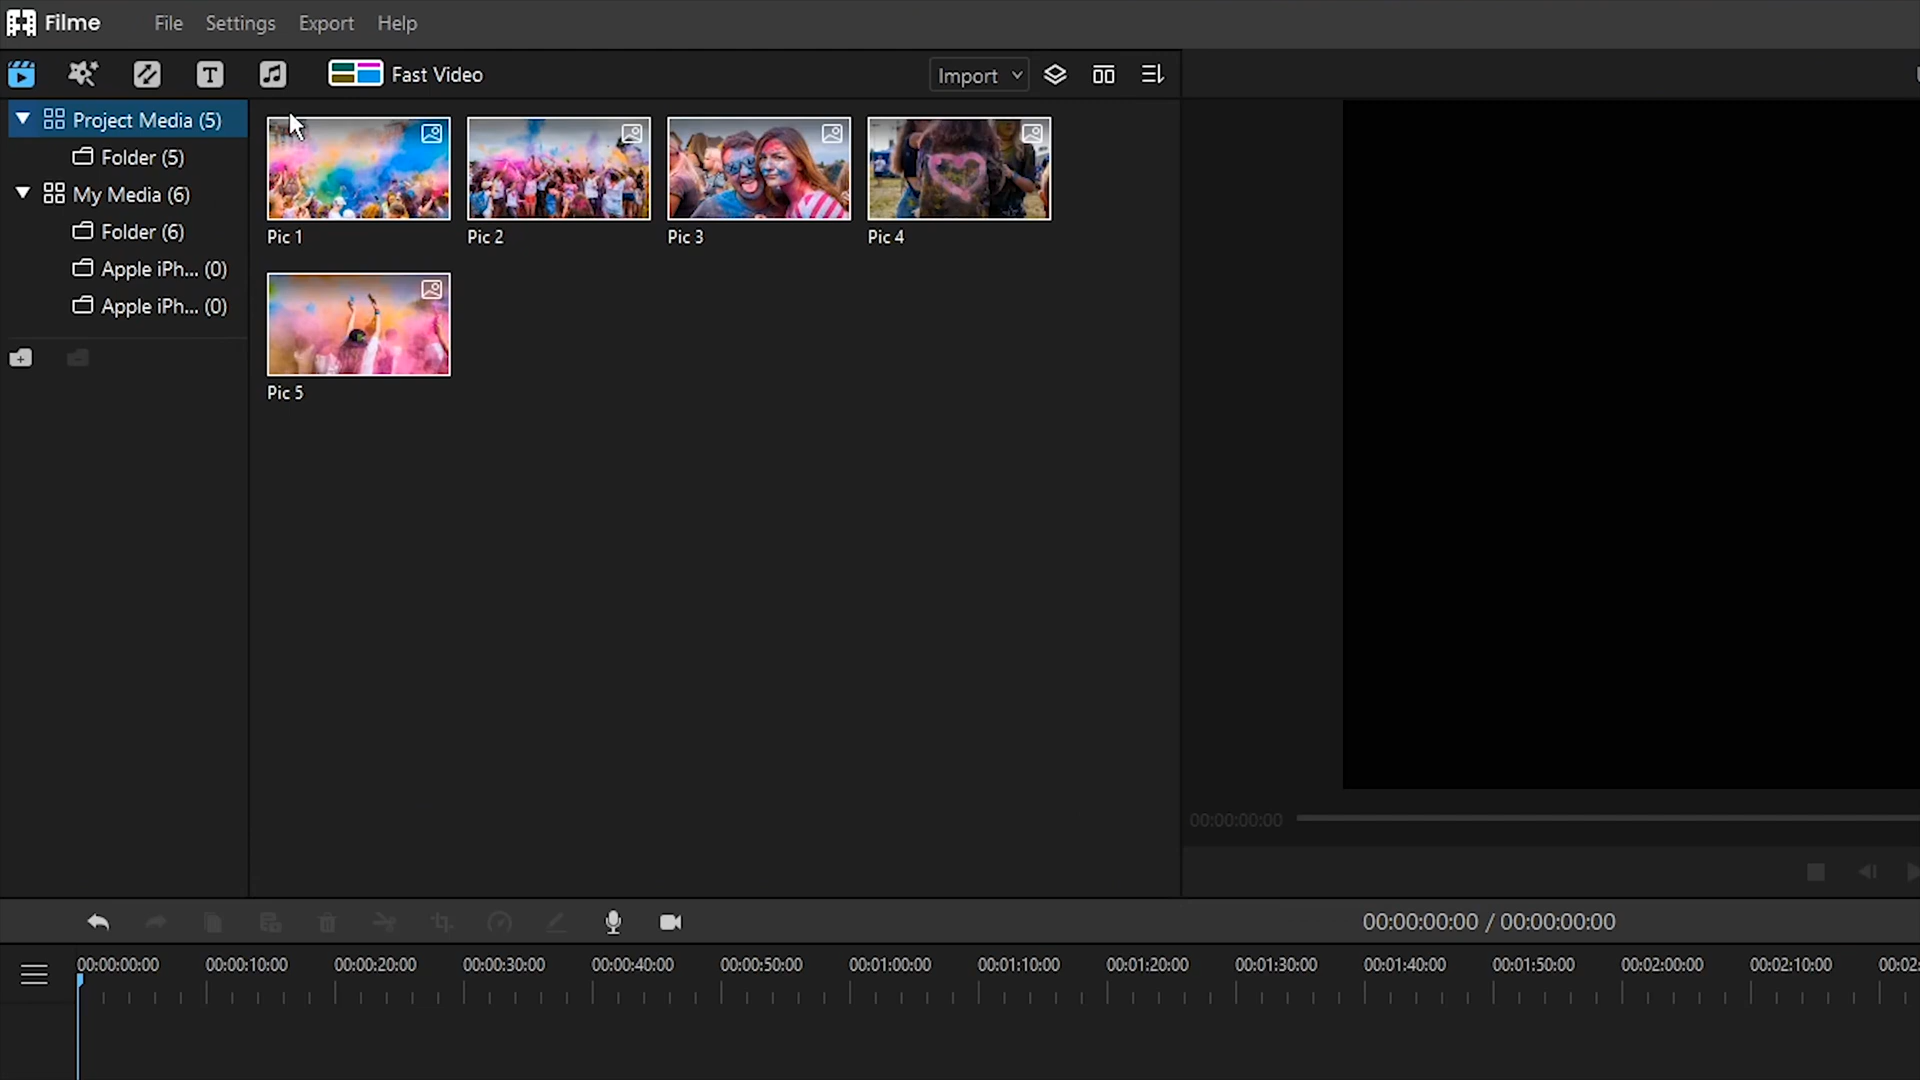 Filme File Settings Export Help
T Fast Video Import
Project Media (5)
Folder (5)
My Media (6)
Folder (6)
Apple iPh... (0)
Apple iPh... (0)
Pic 1 Pic 2 Pic 3 Pic 4
Pic 5
00:00:00:00
00:00:00:00 / 00:00:00:00
00:00:00:00 00:00:10:00 00:00:20:00 00:00:30:00 00:00:40:00 00:00:50:00 00:01:00:00 00:01:10:00 00:01:20:00 00:01:30:00 00:01:40:00 00:01:50:00 00:02:00:00 00:02:10:00 00:02: